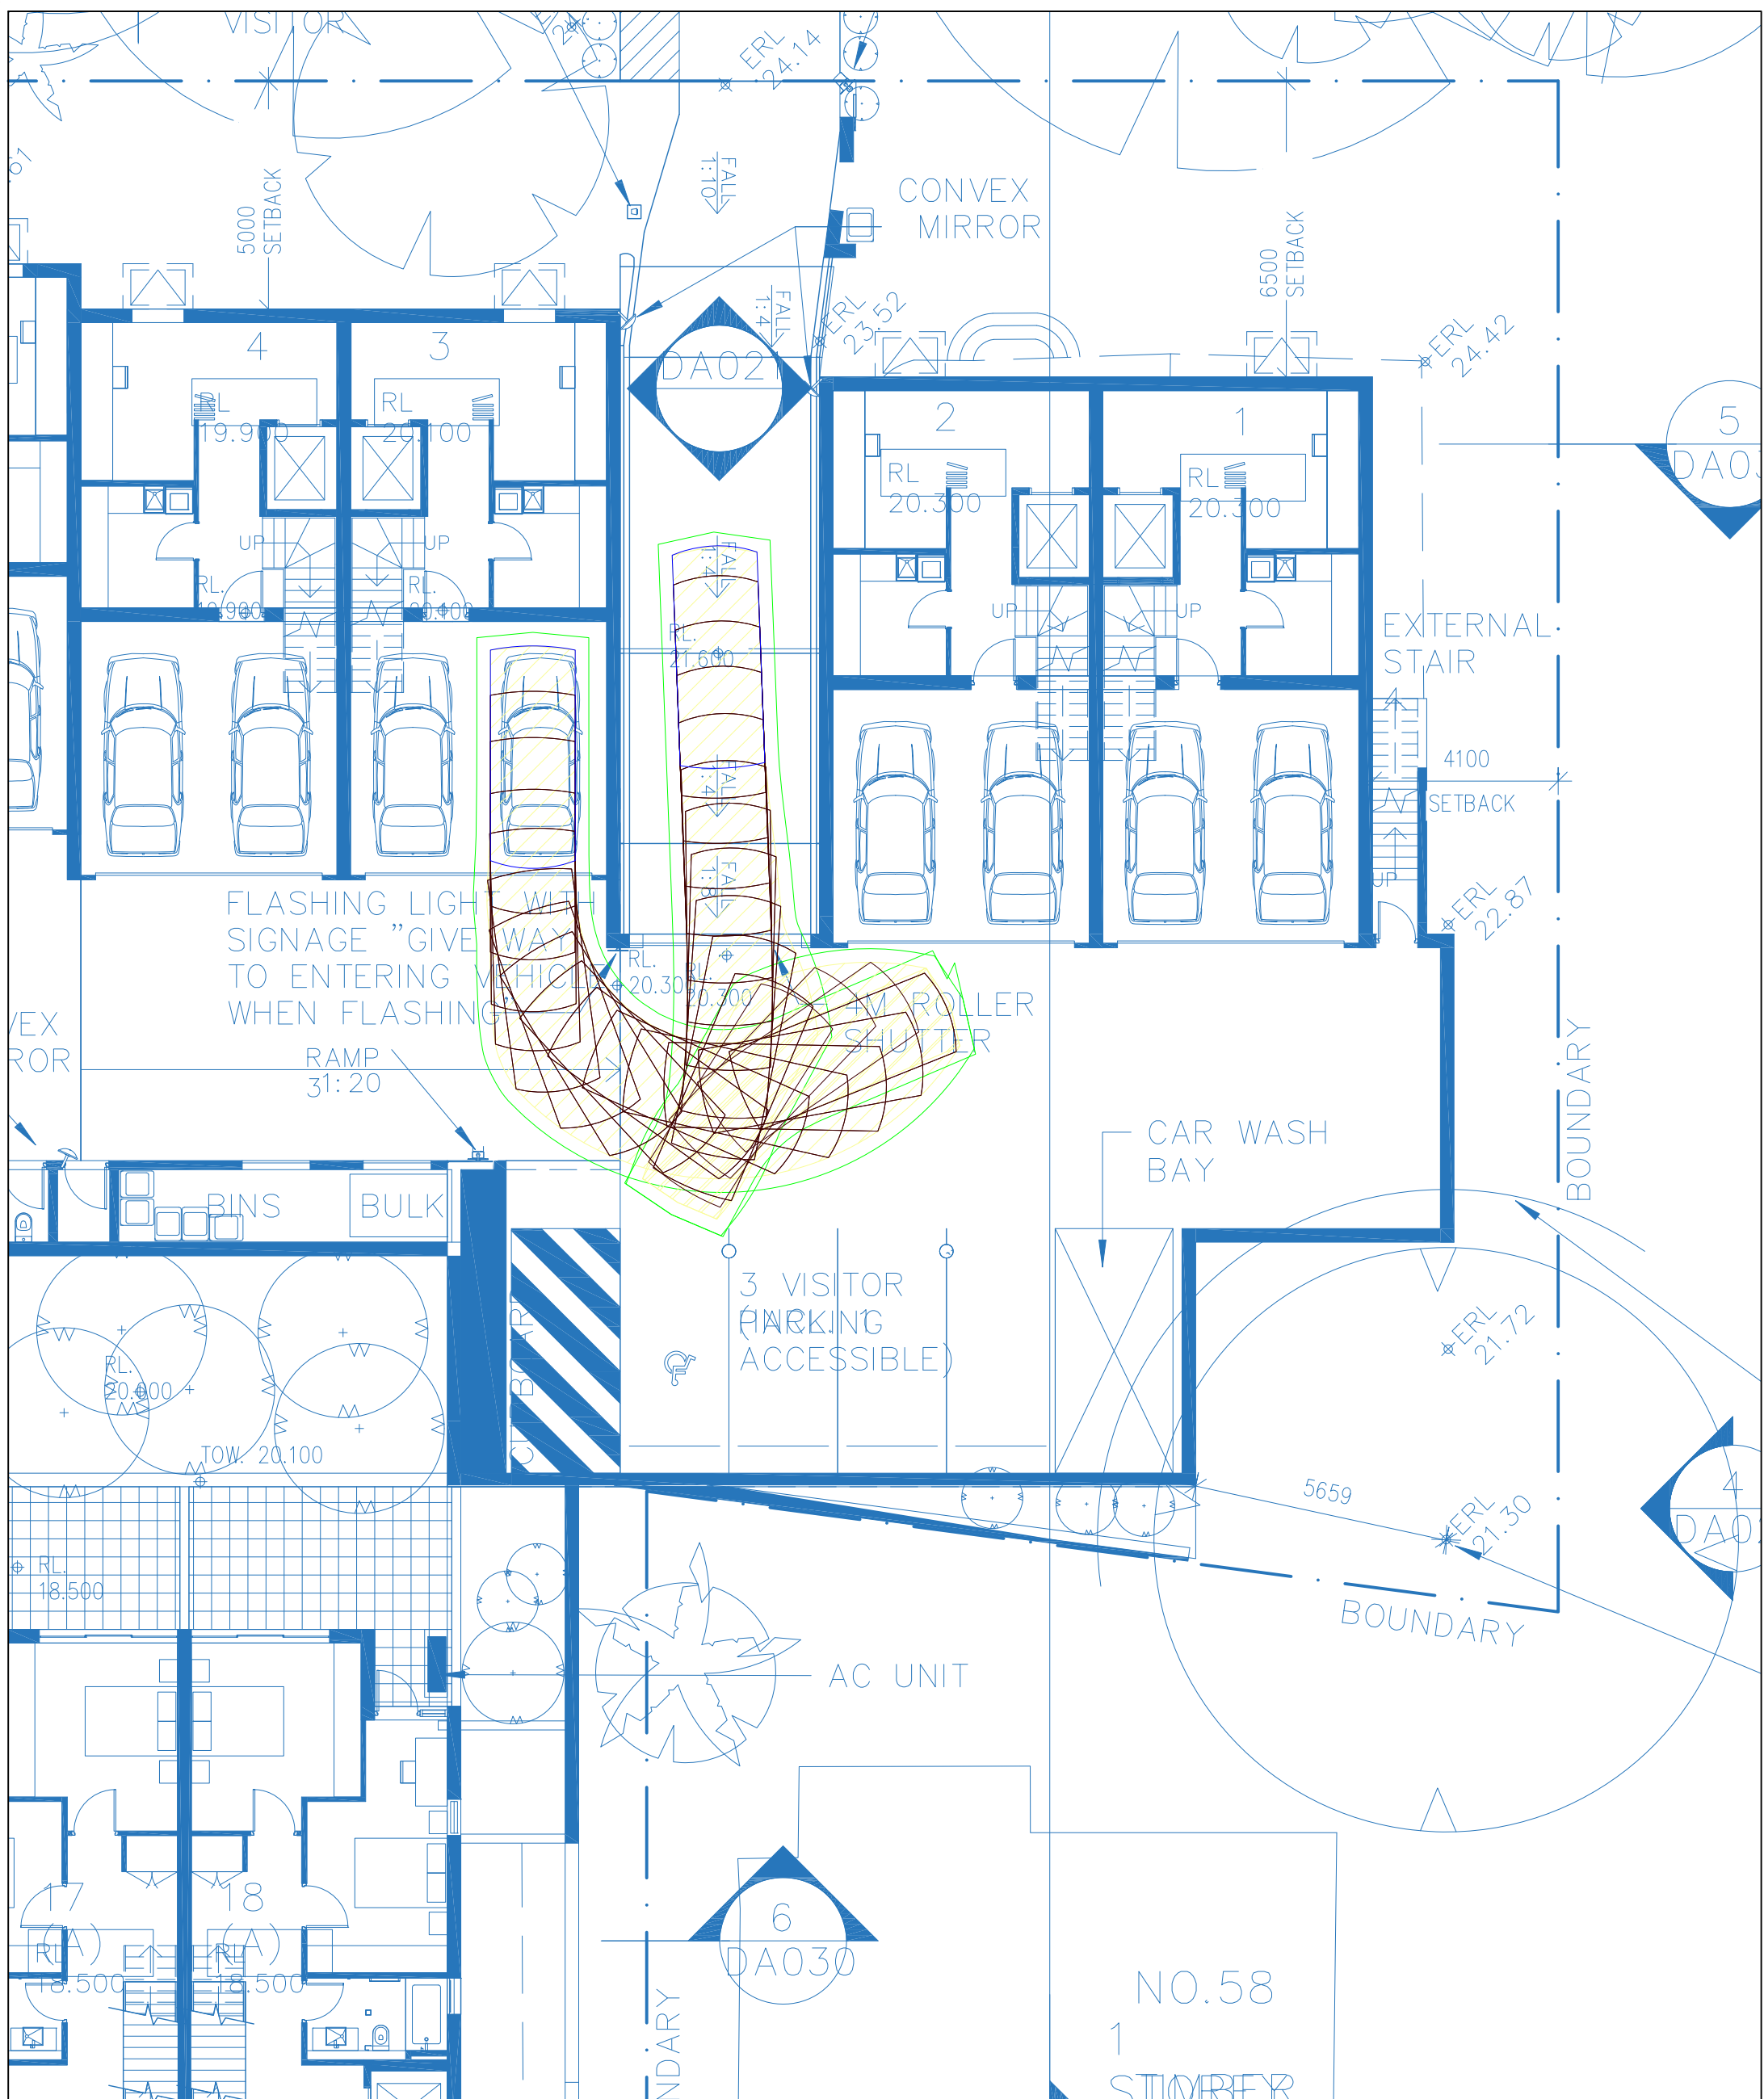 VISITOR
ERL
24.14
FALL
1:10
CONVEX
MIRROR
5000
SETBACK
6500
SETBACK
FALL
1:4
ERL
23.52
ERL
24.42
DA021
4
3
RL
19.900
RL
20.100
2
1
RL
20.300
RL
20.300
5
UP
UP
RL.
19.900
RL.
20.100
FALL
1:4
RL.
21.600
UP
UP
EXTERNAL
STAIR
FALL
1:4
4100
SETBACK
FALL
1:8
UP
ERL
22.87
FLASHING LIGHT WITH
SIGNAGE "GIVE WAY
TO ENTERING VEHICLE
WHEN FLASHING"
RL.
20.300
RL.
20.300
4M ROLLER
SHUTTER
RAMP
1:20
BOUNDARY
CAR WASH
BAY
BINS
BULK
3 VISITOR
PARKING
(INCL. 1
ACCESSIBLE)
CUPBOARD
ERL
21.72
RL.
20.000
TOW. 20.100
5659
ERL
21.30
4
RL.
18.500
BOUNDARY
AC UNIT
17
(A)
RL
18.500
18
(A)
RL
18.500
6
DA030
NO.58
1